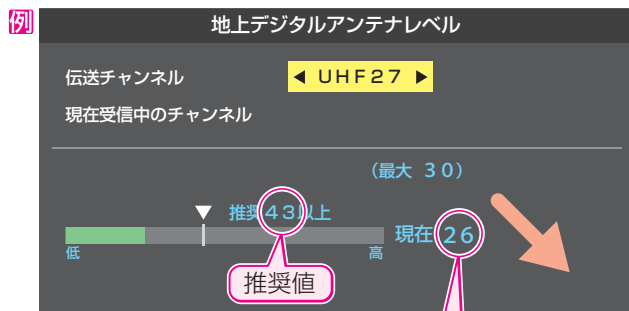 例
地上デジタルアンテナレベル
伝送チャンネル ◀ UHF27 ▶
現在受信中のチャンネル
(最大 30)
推奨43以上
現在 26
低 高
推奨値